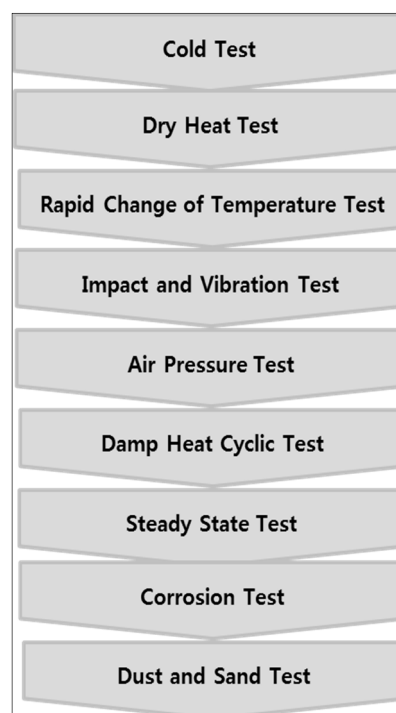 Cold Test
Dry Heat Test
Rapid Change of Temperature Test
Impact and Vibration Test
Air Pressure Test
Damp Heat Cyclic Test
Steady State Test
Corrosion Test
Dust and Sand Test